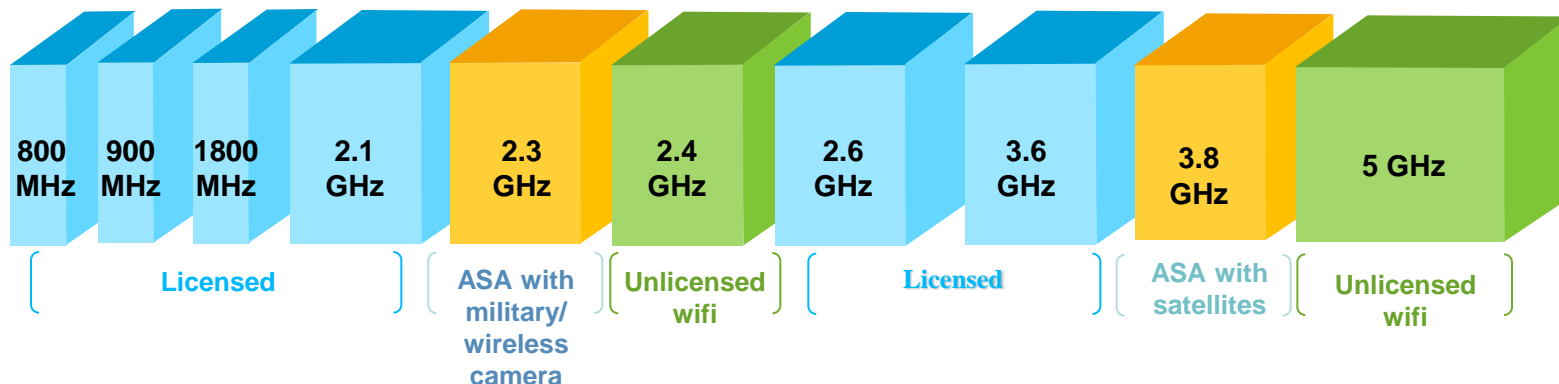 800
MHz
900
MHz
1800
MHz
2.1
GHz
2.3
GHz
2.4
GHz
2.6
GHz
3.6
GHz
3.8
GHz
5 GHz
Licensed
ASA with
military/
wireless
camera
Unlicensed
wifi
Licensed
ASA with
satellites
Unlicensed
wifi